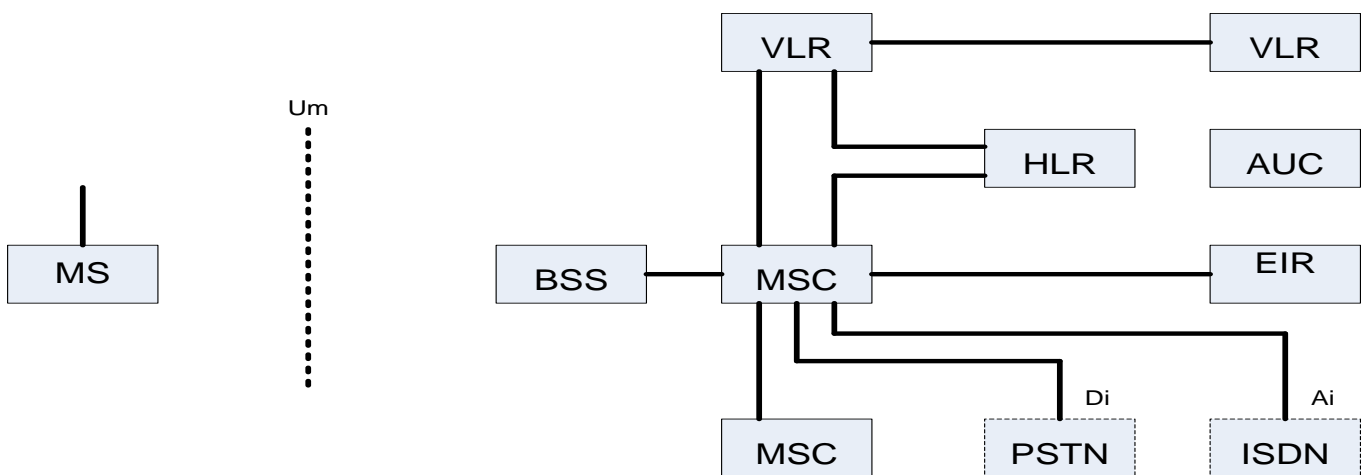 VLR VLR
Um
HLR AUC
MS BSS MSC EIR
Di Ai
MSC PSTN ISDN